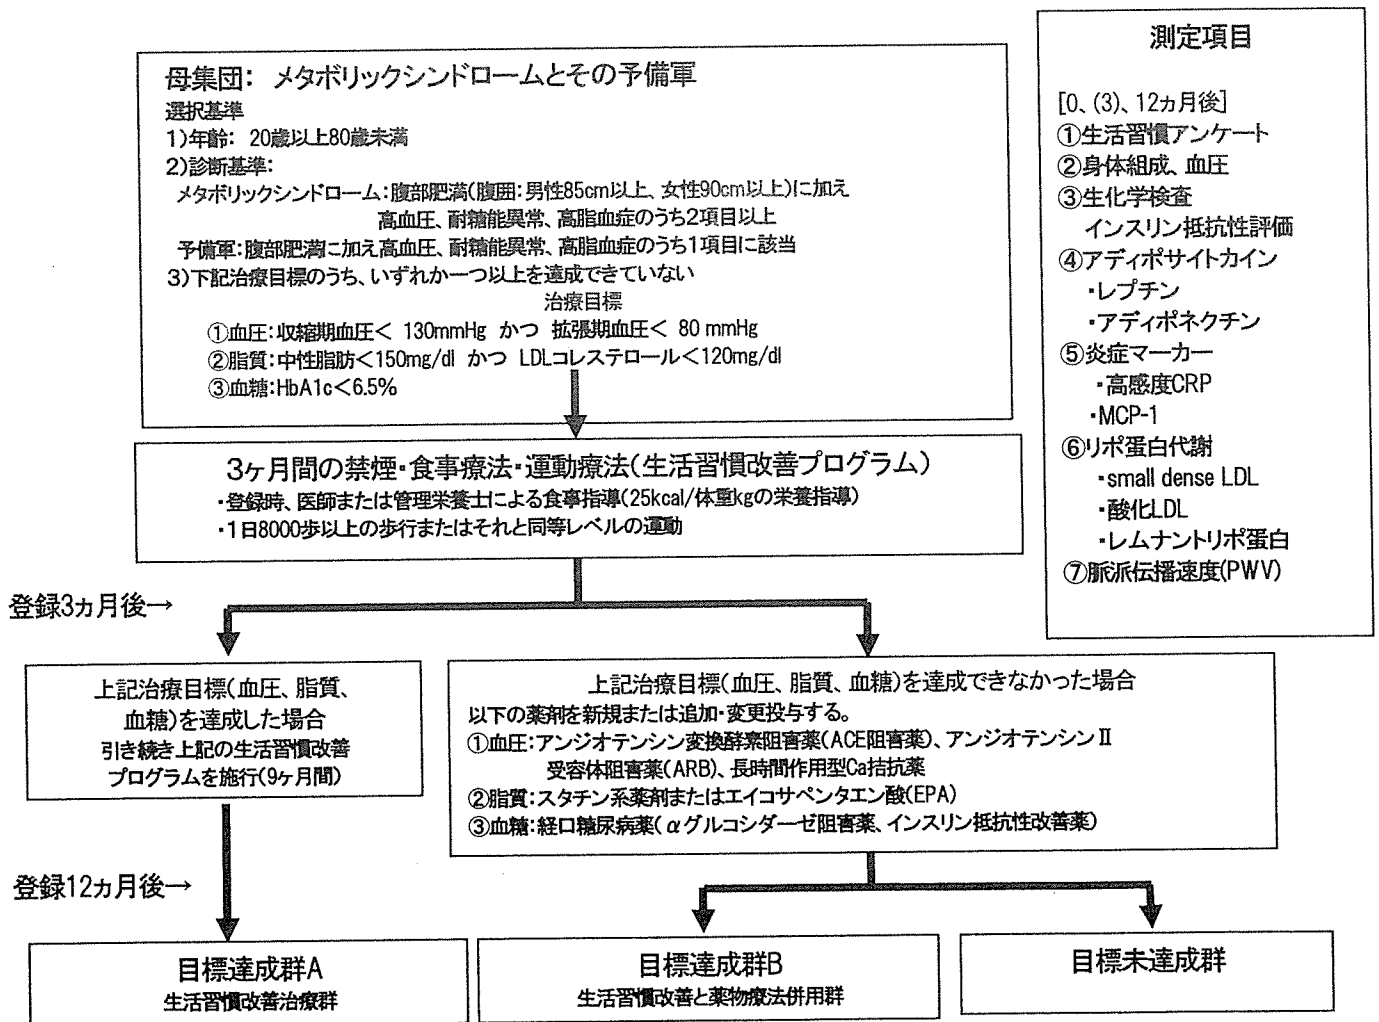 母集団: メタボリックシンドロームとその予備軍
選択基準
1)年齢: 20歳以上80歳未満
2)診断基準:
メタボリックシンドローム:腹部肥満(腹囲:男性85cm以上、女性90cm以上)に加え
高血圧、耐糖能異常、高脂血症のうち2項目以上
予備軍:腹部肥満に加え高血圧、耐糖能異常、高脂血症のうち1項目に該当
3)下記治療目標のうち、いずれか一つ以上を達成できていない
治療目標
①血圧:収縮期血圧< 130mmHg かつ 拡張期血圧< 80 mmHg
②脂質:中性脂肪<150mg/dl かつ LDLコレステロール<120mg/dl
③血糖:HbA1c<6.5%
測定項目
[0、(3)、12ヵ月後]
①生活習慣アンケート
②身体組成、血圧
③生化学検査
インスリン抵抗性評価
④アディポサイトカイン
・レプチン
・アディポネクチン
⑤炎症マーカー
・高感度CRP
・MCP-1
⑥リポ蛋白代謝
・small dense LDL
・酸化LDL
・レムナントリポ蛋白
⑦脈派伝播速度(PWV)
3ヶ月間の禁煙・食事療法・運動療法(生活習慣改善プログラム)
・登録時、医師または管理栄養士による食事指導(25kcal/体重kgの栄養指導)
・1日8000歩以上の歩行またはそれと同等レベルの運動
登録3ヵ月後→
上記治療目標(血圧、脂質、
血糖)を達成した場合
引き続き上記の生活習慣改善
プログラムを施行(9ヶ月間)
上記治療目標(血圧、脂質、血糖)を達成できなかった場合
以下の薬剤を新規または追加・変更投与する。
①血圧:アンジオテンシン変換酵素阻害薬(ACE阻害薬)、アンジオテンシンⅡ
受容体阻害薬(ARB)、長時間作用型Ca拮抗薬
②脂質:スタチン系薬剤またはエイコサペンタエン酸(EPA)
③血糖:経口糖尿病薬(αグルコシダーゼ阻害薬、インスリン抵抗性改善薬)
登録12ヵ月後→
目標達成群A
生活習慣改善治療群
目標達成群B
生活習慣改善と薬物療法併用群
目標未達成群